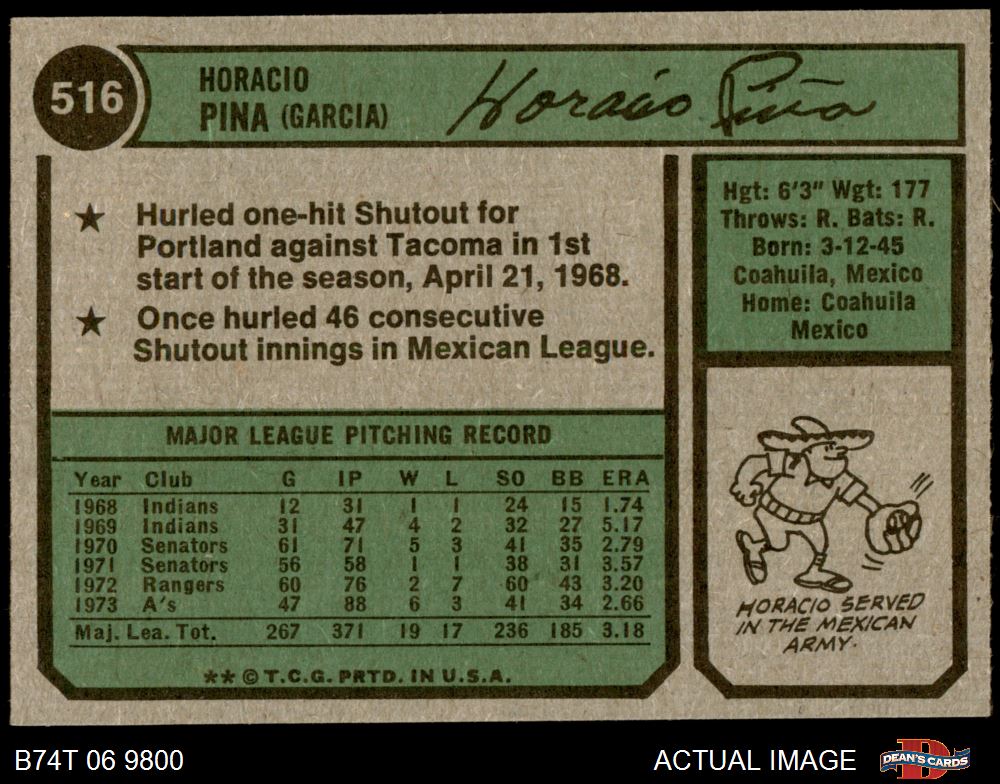 516
HORACIO
PINA (GARCIA)
Horacio Piña
★ Hurled one-hit Shutout for
Portland against Tacoma in 1st
start of the season, April 21, 1968.
★ Once hurled 46 consecutive
Shutout innings in Mexican League.
Hgt: 6'3" Wgt: 177
Throws: R. Bats: R.
Born: 3-12-45
Coahuila, Mexico
Home: Coahuila
Mexico
MAJOR LEAGUE PITCHING RECORD
Year Club G IP W L SO BB ERA
1968 Indians 12 31 1 1 24 15 1.74
1969 Indians 31 47 4 2 32 27 5.17
1970 Senators 61 71 5 3 41 35 2.79
1971 Senators 56 58 1 1 38 31 3.57
1972 Rangers 60 76 2 7 60 43 3.20
1973 A's 47 88 6 3 41 34 2.66
Maj. Lea. Tot. 267 371 19 17 236 185 3.18
** © T.C.G. PRTD. IN U.S.A.
HORACIO SERVED
IN THE MEXICAN
ARMY.
B74T 06 9800
ACTUAL IMAGE
DEAN'S CARDS